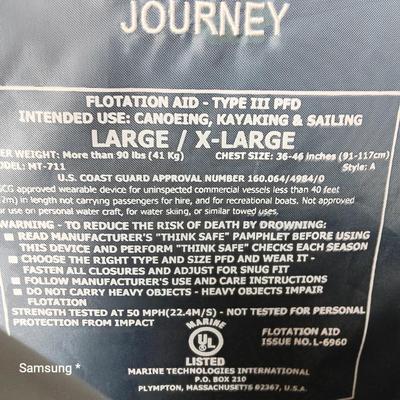 JOURNEY
FLOTATION AID - TYPE III PFD
INTENDED USE: CANOEING, KAYAKING & SAILING
LARGE / X-LARGE
ER WEIGHT: More than 90 lbs (41 Kg) CHEST SIZE: 36-46 inches (91-117cm)
ODEL: MT-711 Style: A
U.S. COAST GUARD APPROVAL NUMBER 160.064/4984/0
SCG approved wearable device for uninspected commercial vessels less than 40 feet
2m) in length not carrying passengers for hire, and for recreational boats. Not approved
or use on personal water craft, for water skiing, or similar towed uses.
WARNING - TO REDUCE THE RISK OF DEATH BY DROWNING:
■ READ MANUFACTURER'S "THINK SAFE" PAMPHLET BEFORE USING
THIS DEVICE AND PERFORM "THINK SAFE" CHECKS EACH SEASON
■ CHOOSE THE RIGHT TYPE AND SIZE PFD AND WEAR IT -
FASTEN ALL CLOSURES AND ADJUST FOR SNUG FIT
■ FOLLOW MANUFACTURER'S USE AND CARE INSTRUCTIONS
■ DO NOT CARRY HEAVY OBJECTS - HEAVY OBJECTS IMPAIR
FLOTATION
STRENGTH TESTED AT 50 MPH(22.4M/S) - NOT TESTED FOR PERSONAL
PROTECTION FROM IMPACT
MARINE
UL
LISTED
FLOTATION AID
ISSUE NO.L-6960
MARINE TECHNOLOGIES INTERNATIONAL
P.O. BOX 210
PLYMPTON, MASSACHUSETTS 02367, U.S.A.
Samsung *